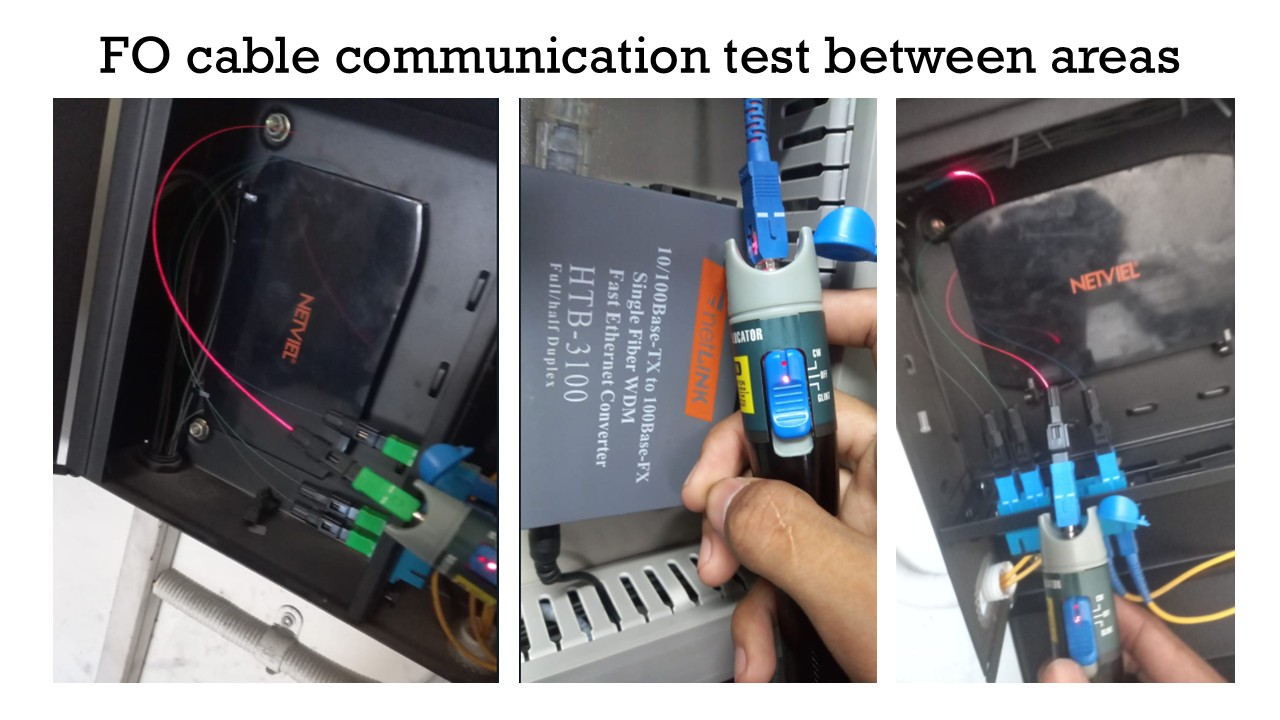 FO cable communication test between areas
NETVIEL
10/100Base-TX to 100Base-FX
Single Fiber WDM
Fast Ethernet Converter
HTB-3100
Full/half Duplex
netLINK
CW
OFF
GLINT
NETVIEL